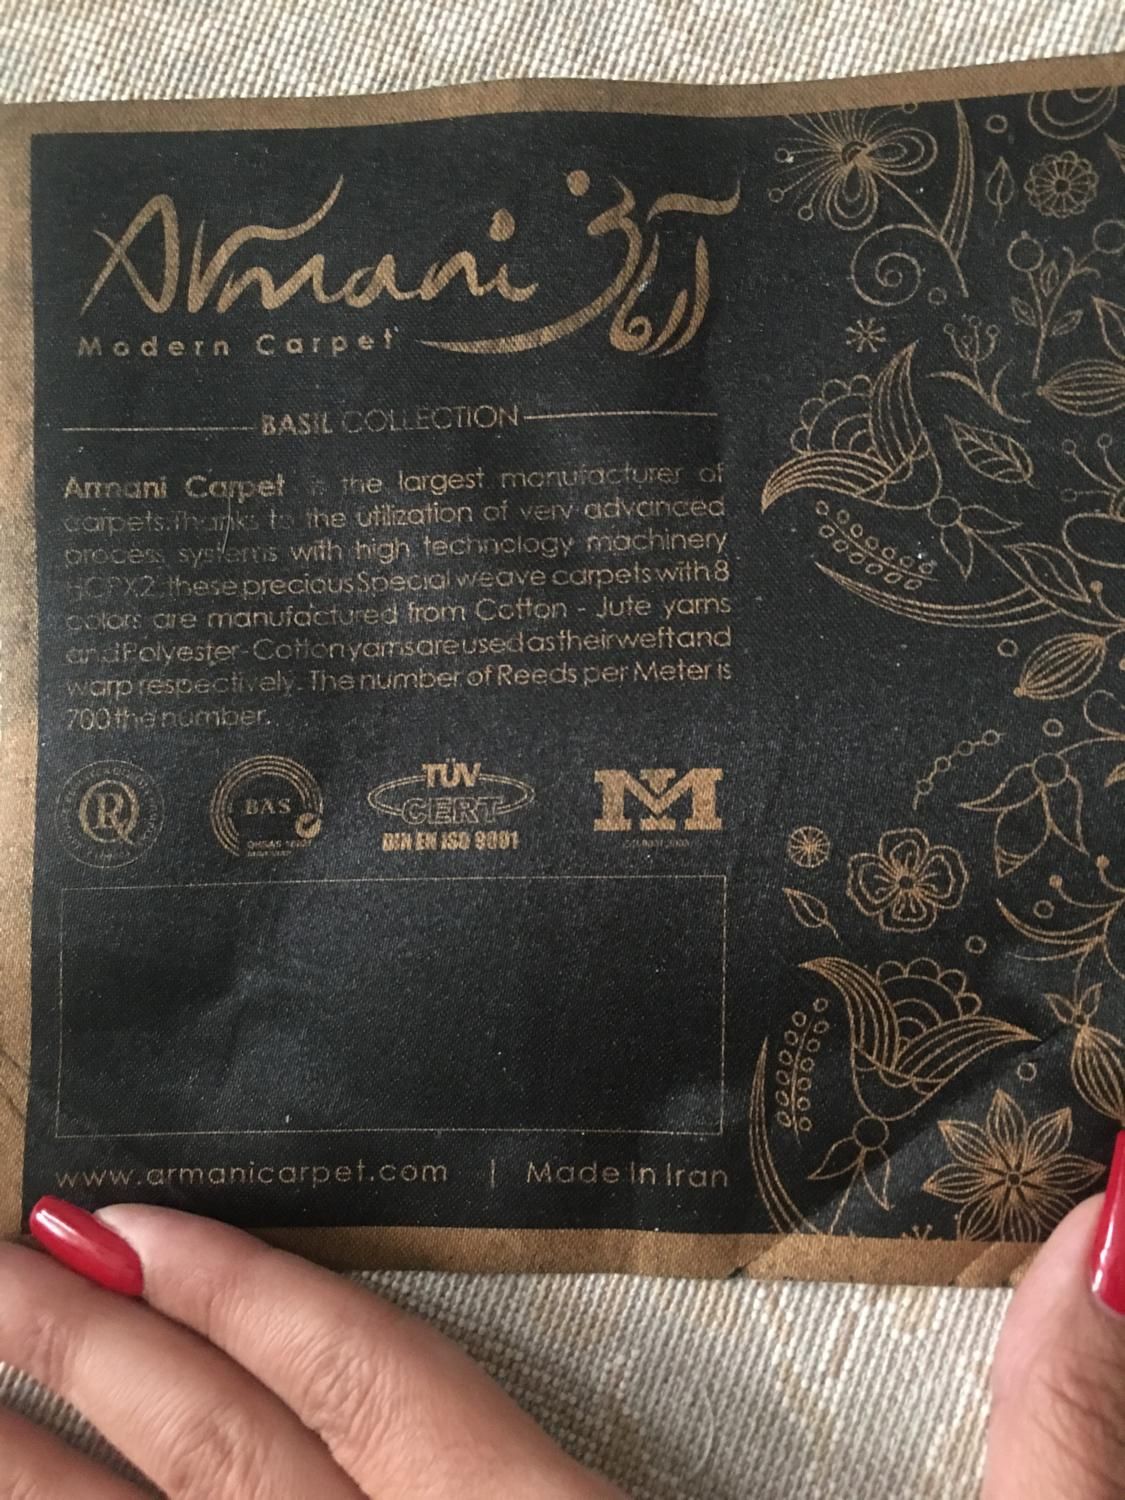 Armani آرمانی
Modern Carpet
BASIL COLLECTION
Armani Carpet is the largest manufacturer of
carpets.thanks to the utilization of very advanced
process systems with high technology machinery
HCPX2. these precious Special weave carpets with 8
colors are manufactured from Cotton - Jute yarns
and Polyester-Cotton yarns are used as their weft and
warp respectively. The number of Reeds per Meter is
700 the number.
R
BAS
OHSAS
TÜV
CERT
DIN EN ISO 9001
M
www.armanicarpet.com | Made In Iran